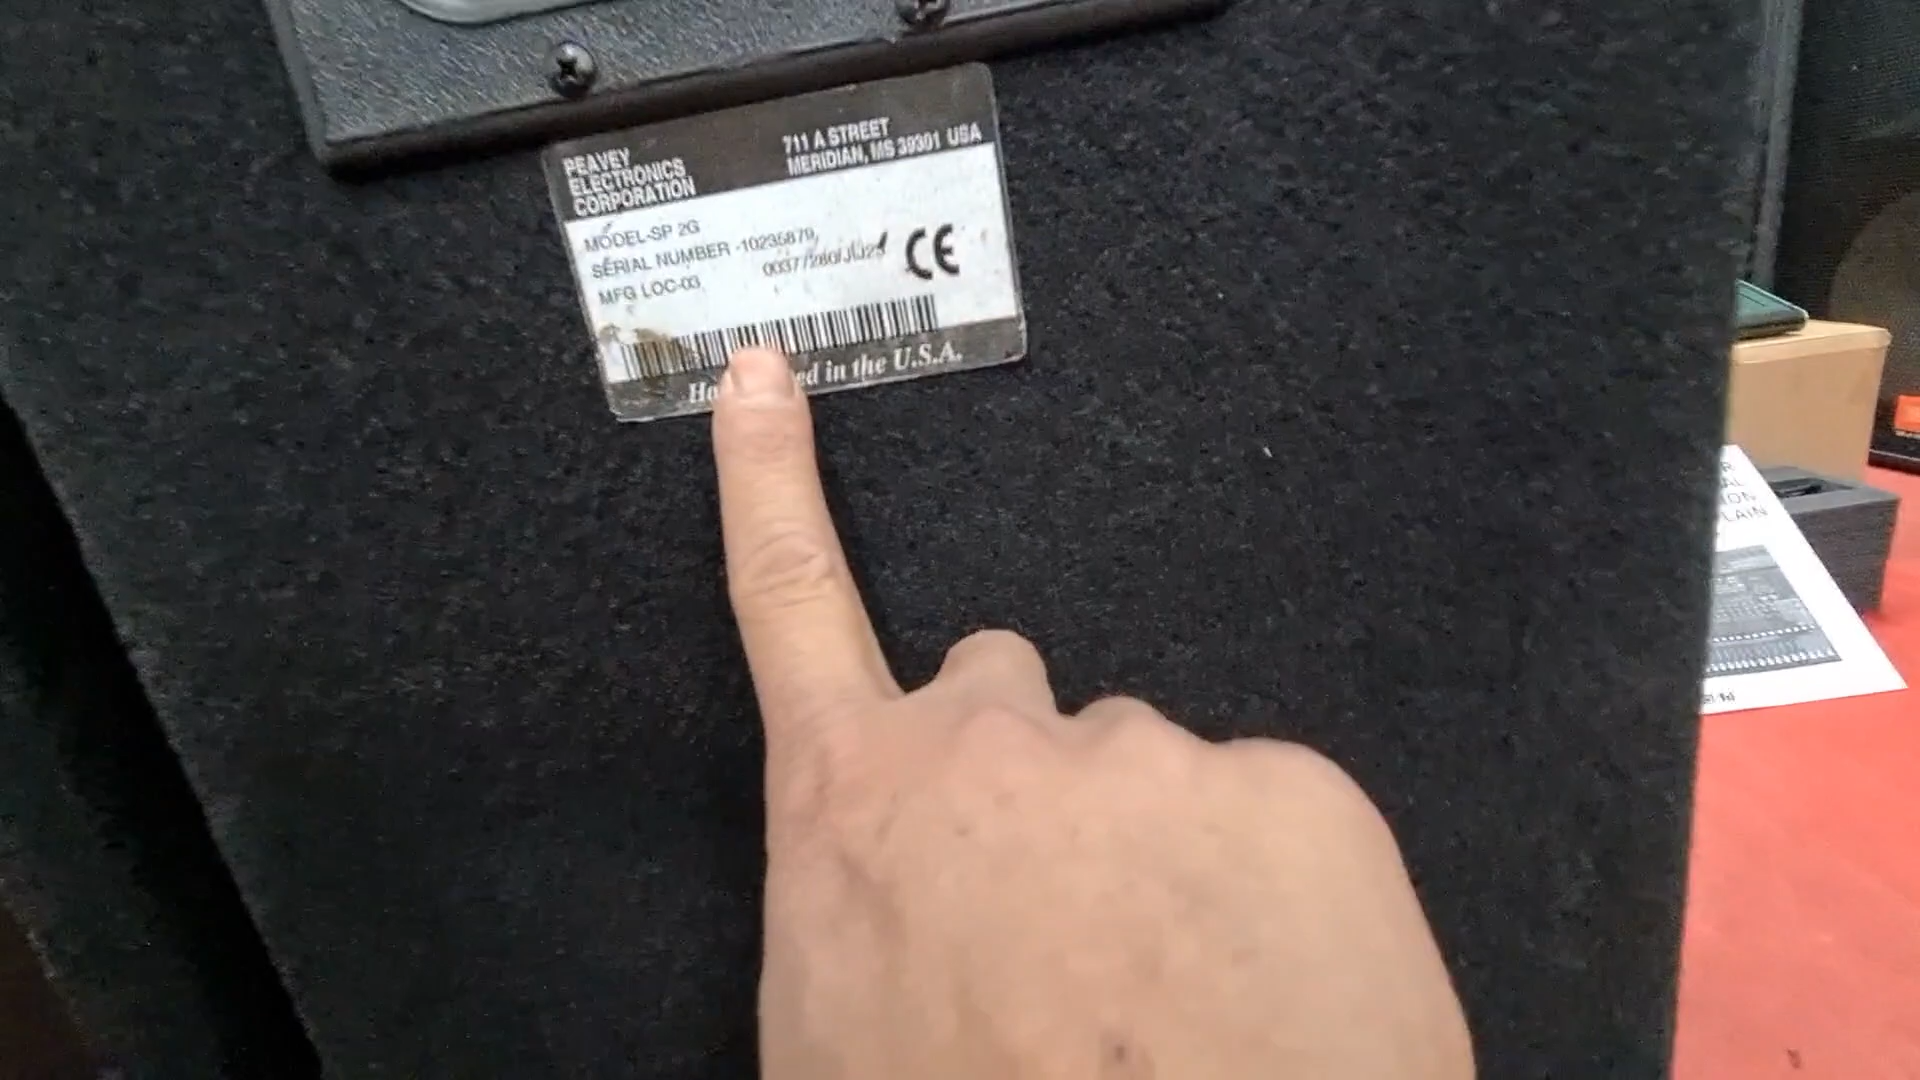 PEAVEY
ELECTRONICS
CORPORATION
711 A STREET
MERIDIAN, MS 39301 USA
MODEL-SP 2G
SERIAL NUMBER -10235879
MFG LOC-03
CE
ed in the U.S.A.